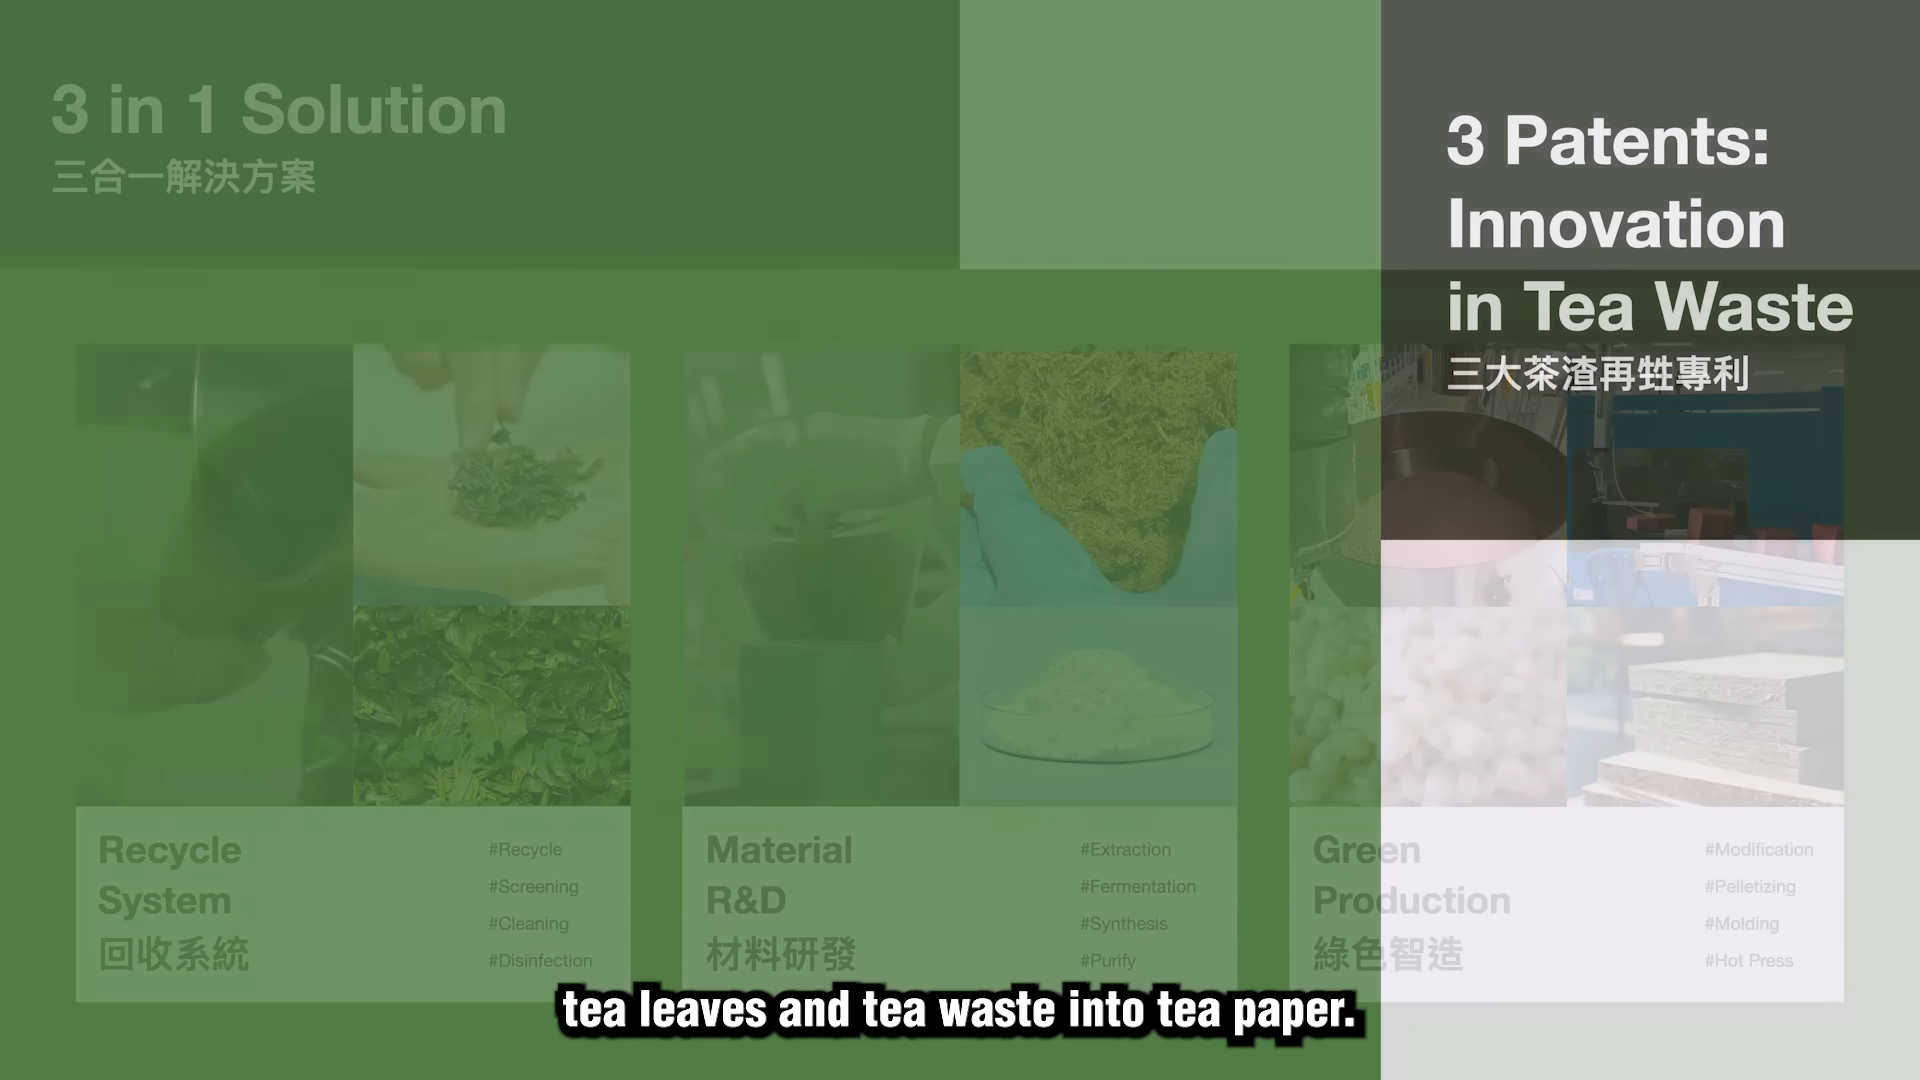 3 in 1 Solution
三合一解決方案
3 Patents:
Innovation
in Tea Waste
三大茶渣再甡專利
Recycle
System
回收系統
#Recycle
#Screening
#Cleaning
#Disinfection
Material
R&D
材料研發
#Extraction
#Fermentation
#Synthesis
#Purify
Green
Production
綠色智造
#Modification
#Pelletizing
#Molding
#Hot Press
tea leaves and tea waste into tea paper.